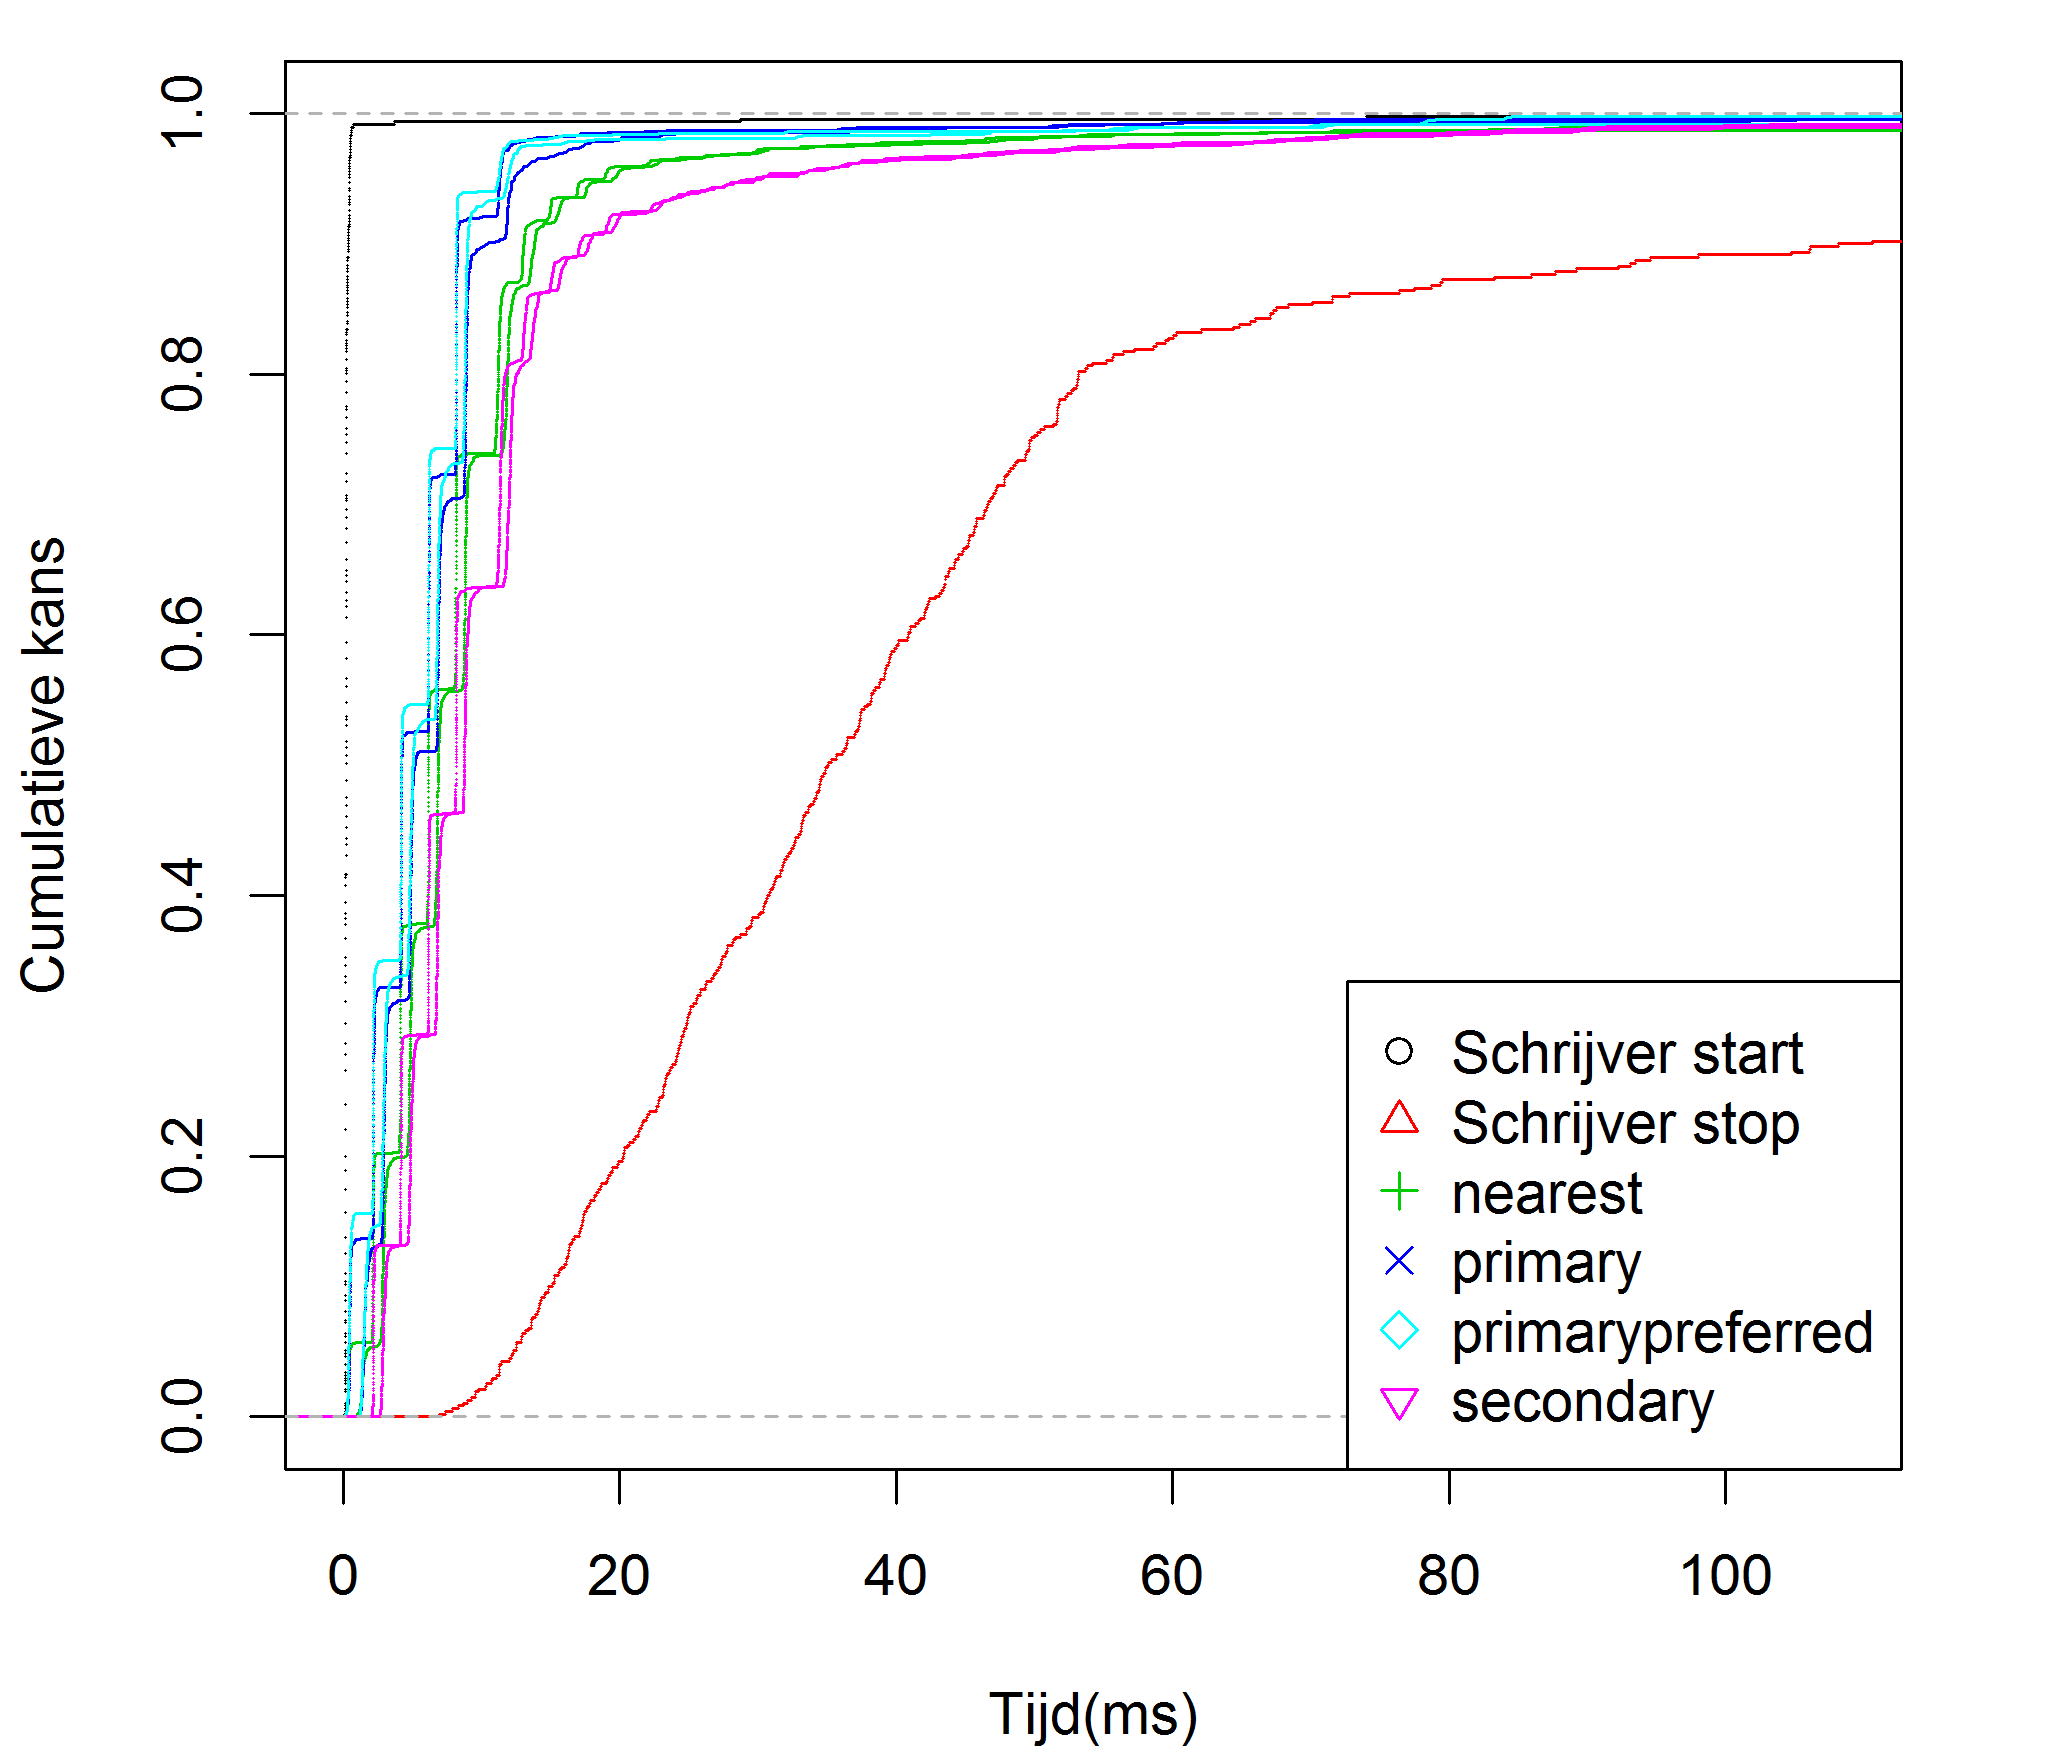 Cumulatieve kans
1.0
0.8
0.6
0.4
0.2
0.0
Schrijver start
Schrijver stop
nearest
primary
primarypreferred
secondary
0 20 40 60 80 100
Tijd(ms)